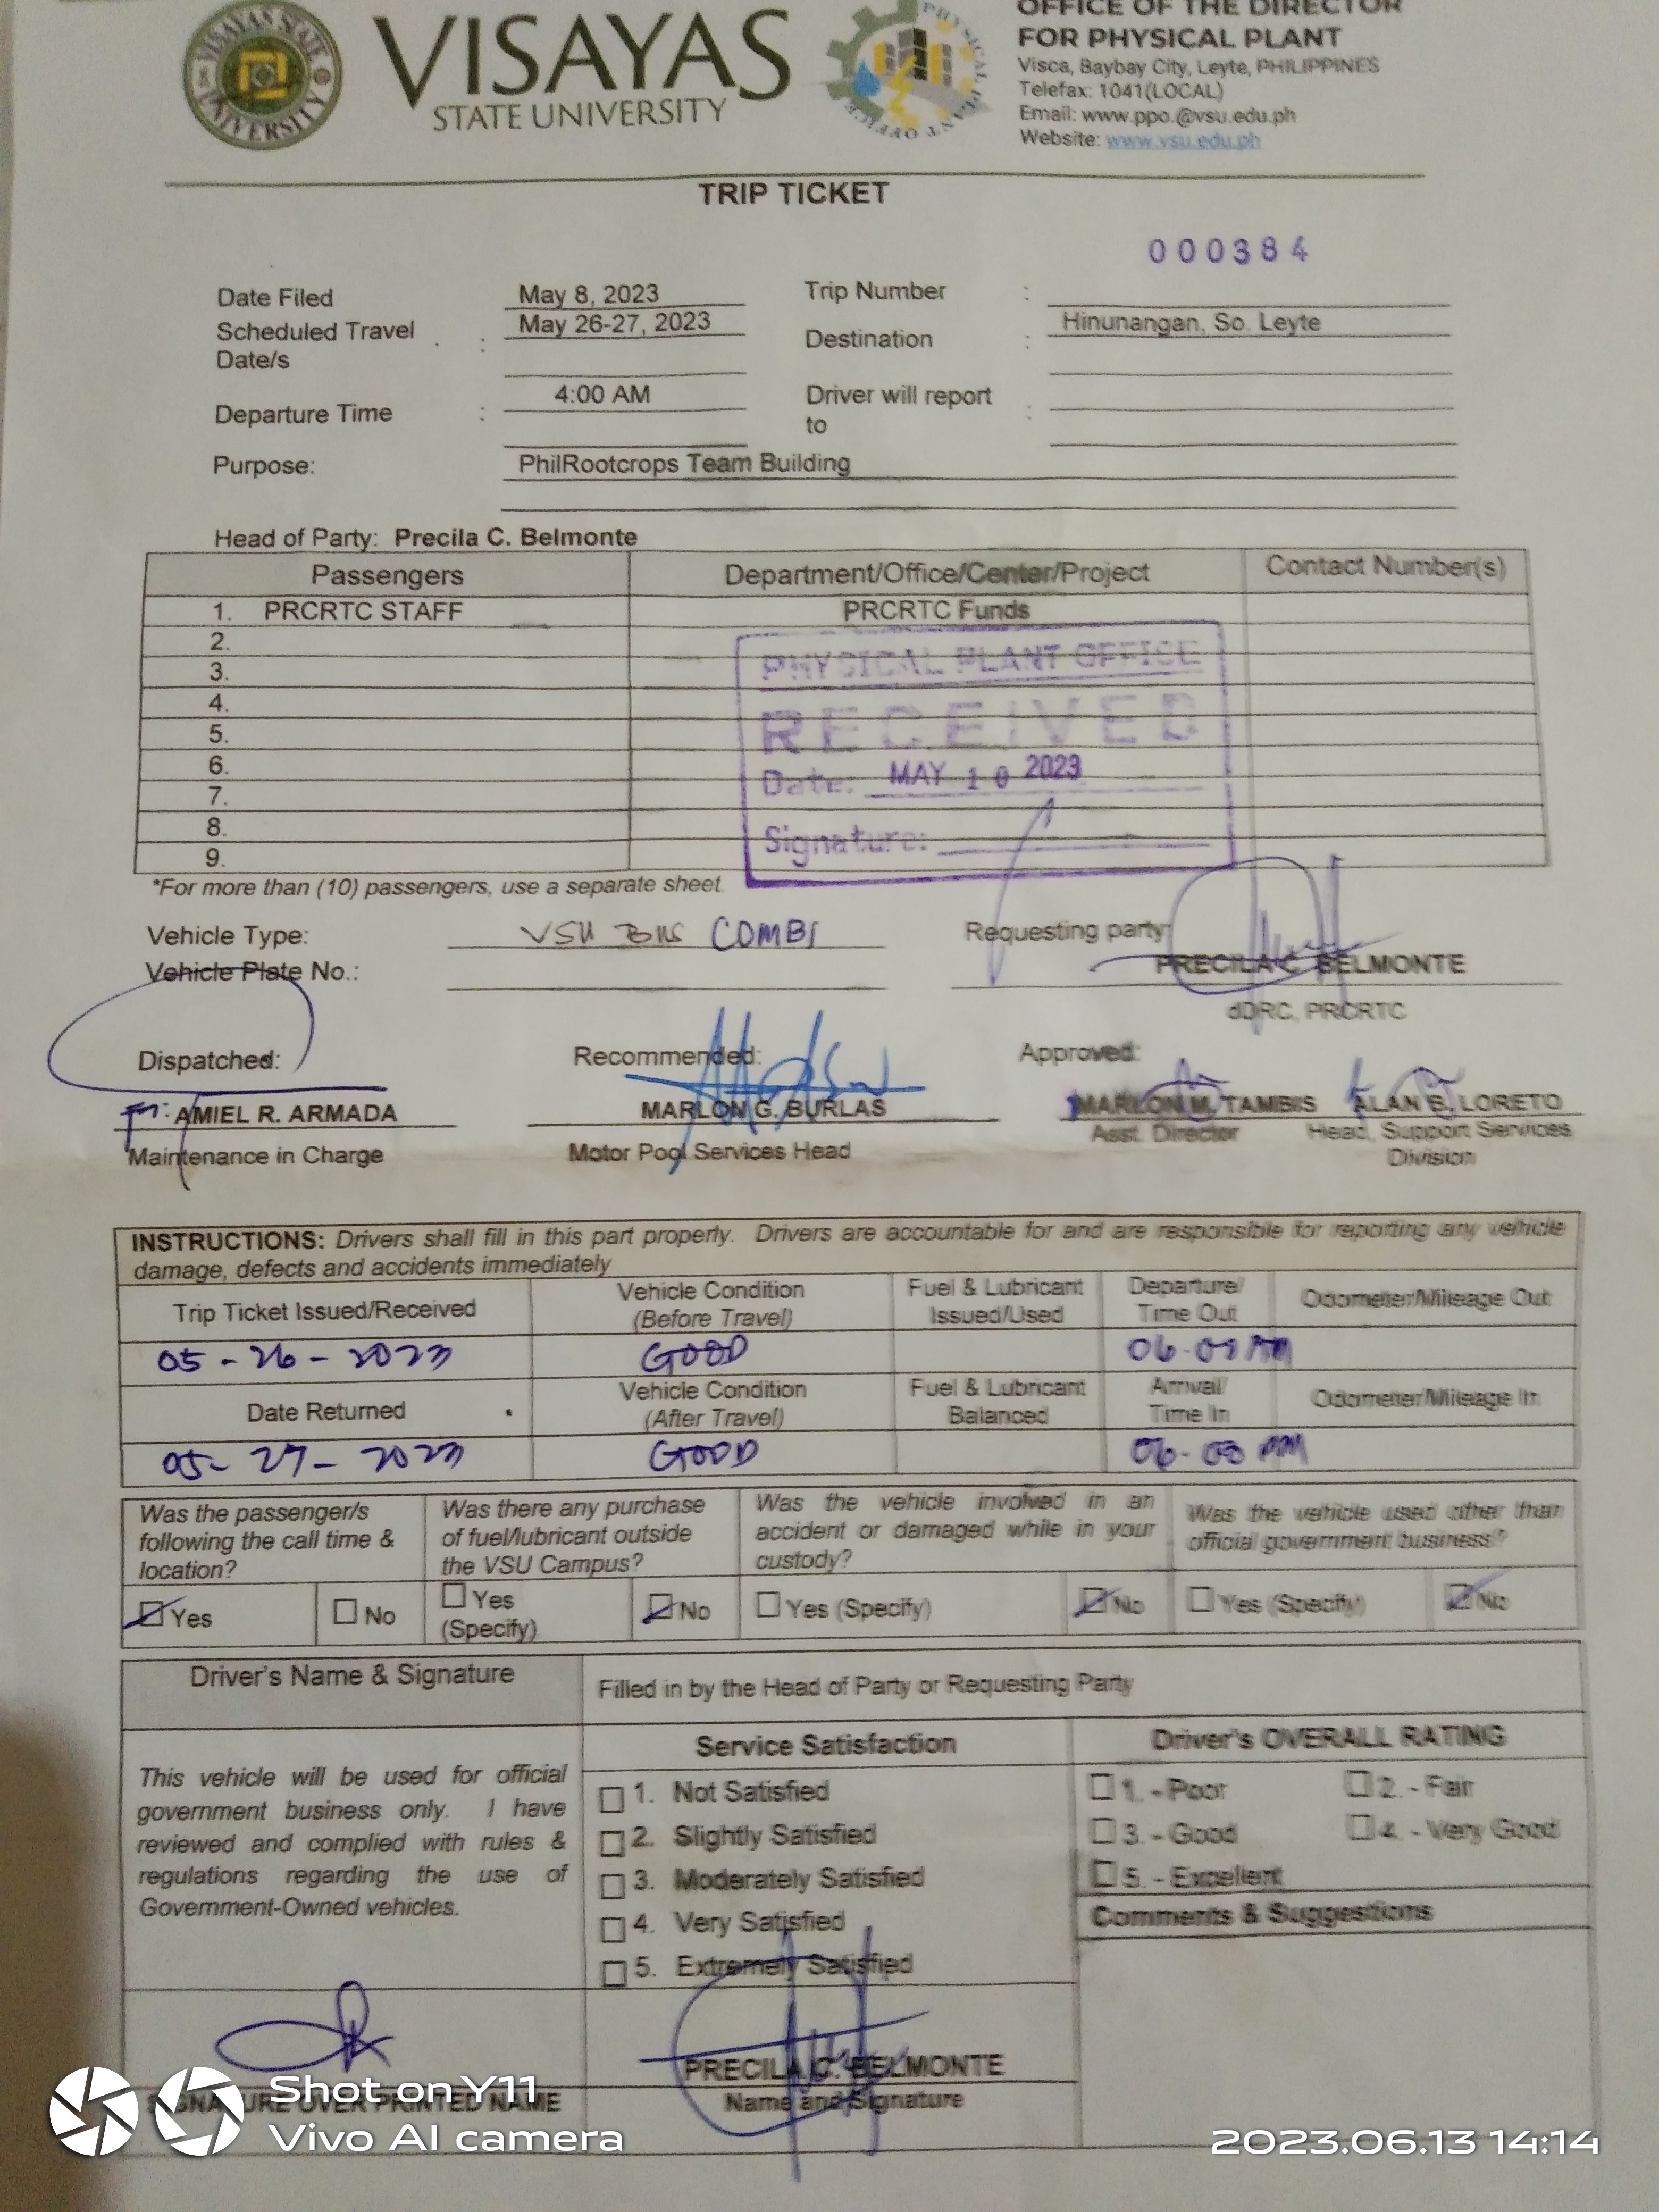 VISAYAS STATE UNIVERSITY
VISAYAS
STATE UNIVERSITY
PHYSICAL PLANT OFFICE
OFFICE OF THE DIRECTOR
FOR PHYSICAL PLANT
Visca, Baybay City, Leyte, PHILIPPINES
Telefax: 1041(LOCAL)
Email: www.ppo.@vsu.edu.ph
Website: www.vsu.edu.ph
TRIP TICKET
000384
Date Filed May 8, 2023 Trip Number :
Scheduled Travel Date/s : May 26-27, 2023 Destination : Hinunangan, So. Leyte
Departure Time : 4:00 AM Driver will report to :
Purpose: PhilRootcrops Team Building
Head of Party: Precila C. Belmonte
Passengers Department/Office/Center/Project Contact Number(s)
1. PRCRTC STAFF PRCRTC Funds
2.
3.
4.
5.
6.
7.
8.
9.
PHYSICAL PLANT OFFICE
RECEIVED
Date: MAY 10 2023
Signature:
*For more than (10) passengers, use a separate sheet.
Vehicle Type: VSU Bus COMBI Requesting party:
Vehicle Plate No.: PRECILA C. BELMONTE
dDRC, PRCRTC
Dispatched: Recommended: Approved:
For: AMIEL R. ARMADA MARLON G. BURLAS MARLON M. TAMBIS ALAN B. LORETO
Maintenance in Charge Motor Pool Services Head Asst. Director Head, Support Services
Division
INSTRUCTIONS: Drivers shall fill in this part properly. Drivers are accountable for and are responsible for reporting any vehicle
damage, defects and accidents immediately
Trip Ticket Issued/Received Vehicle Condition (Before Travel) Fuel & Lubricant Issued/Used Departure/ Time Out Odometer/Mileage Out
05-26-2023 GOOD 06:00 AM
Date Returned Vehicle Condition (After Travel) Fuel & Lubricant Balanced Arrival/ Time In Odometer/Mileage In
05-27-2023 GOOD 06-03 PM
Was the passenger/s following the call time & location? Was there any purchase of fuel/lubricant outside the VSU Campus? Was the vehicle involved in an accident or damaged while in your custody? Was the vehicle used other than official government business?
Yes No Yes (Specify) No Yes (Specify) No Yes (Specify) No
Driver's Name & Signature Filled in by the Head of Party or Requesting Party
Service Satisfaction Driver's OVERALL RATING
This vehicle will be used for official
government business only. I have
reviewed and complied with rules &
regulations regarding the use of
Government-Owned vehicles.
1. Not Satisfied
2. Slightly Satisfied
3. Moderately Satisfied
4. Very Satisfied
5. Extremely Satisfied
1. - Poor 2. - Fair
3. - Good 4. - Very Good
5. - Excellent
Comments & Suggestions
PRECILA C. BELMONTE
SIGNATURE OVER PRINTED NAME Name and Signature
Shot on Y11
Vivo AI camera
2023.06.13 14:14